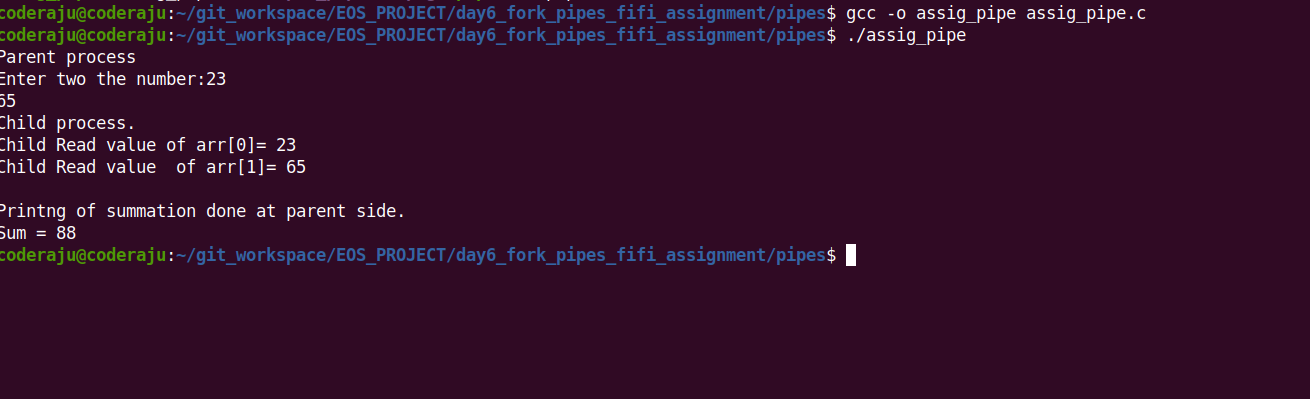 coderaju@coderaju:~/git_workspace/EOS_PROJECT/day6_fork_pipes_fifi_assignment/pipes$ gcc -o assig_pipe assig_pipe.c
coderaju@coderaju:~/git_workspace/EOS_PROJECT/day6_fork_pipes_fifi_assignment/pipes$ ./assig_pipe
Parent process
Enter two the number:23
65
Child process.
Child Read value of arr[0]= 23
Child Read value  of arr[1]= 65
Printng of summation done at parent side.
Sum = 88
coderaju@coderaju:~/git_workspace/EOS_PROJECT/day6_fork_pipes_fifi_assignment/pipes$